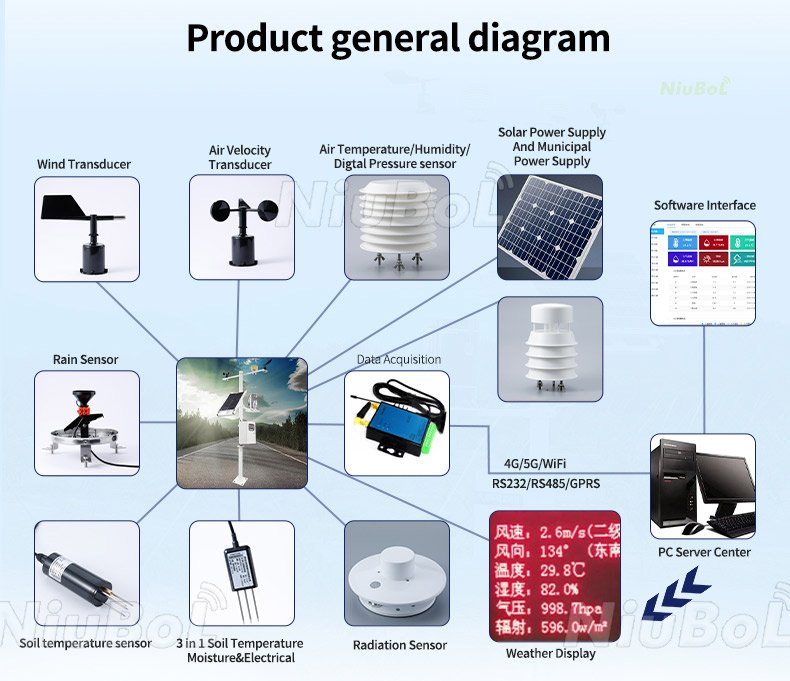 Product general diagram
NiuBoL
Wind Transducer
Air Velocity
Transducer
Air Temperature/Humidity/
Digtal Pressure sensor
Solar Power Supply
And Municipal
Power Supply
Software Interface
NiuBoL
Rain Sensor
Data Acquisition
4G/5G/WiFi
RS232/RS485/GPRS
PC Server Center
风速：2.6m/s(二级
风向：134°（东南
温度：29.8℃
湿度：82.0%
气压：998.7hpa
辐射：596.0w/m²
Weather Display
NiuBoL
NiuBoL
Soil temperature sensor
3 in 1 Soil Temperature
Moisture&Electrical
Radiation Sensor